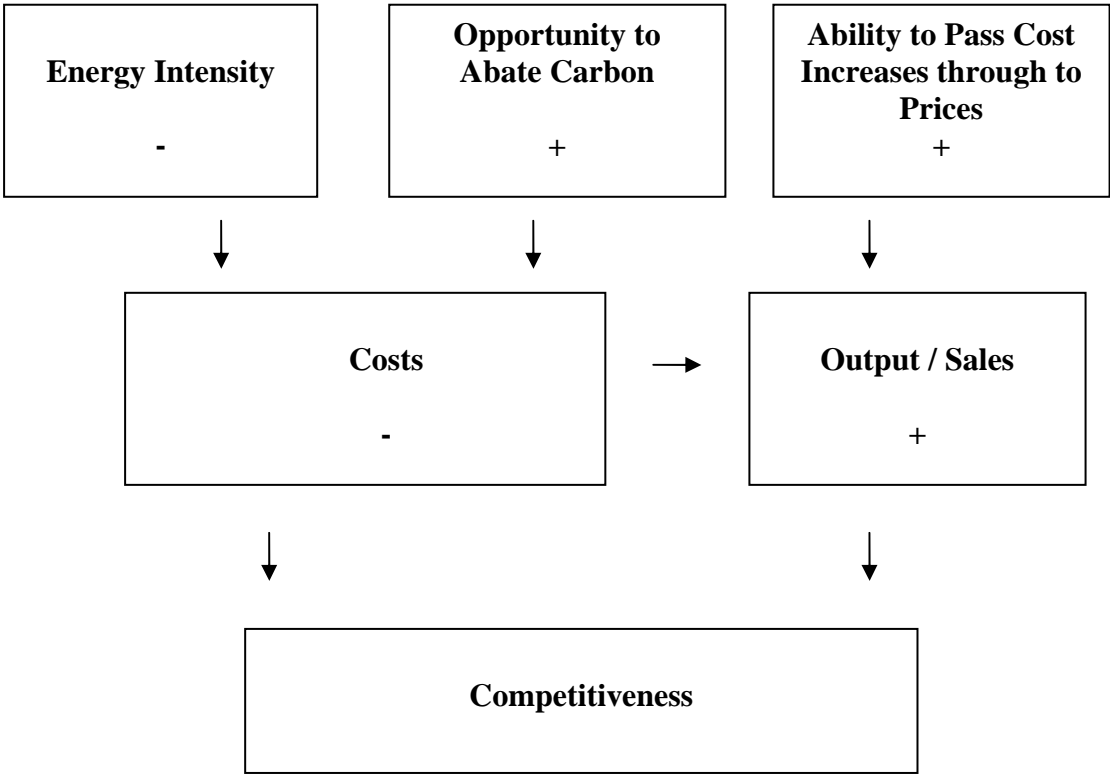 Energy Intensity
-
Opportunity to
Abate Carbon
+
Ability to Pass Cost
Increases through to
Prices
+
Costs
-
Output / Sales
+
Competitiveness